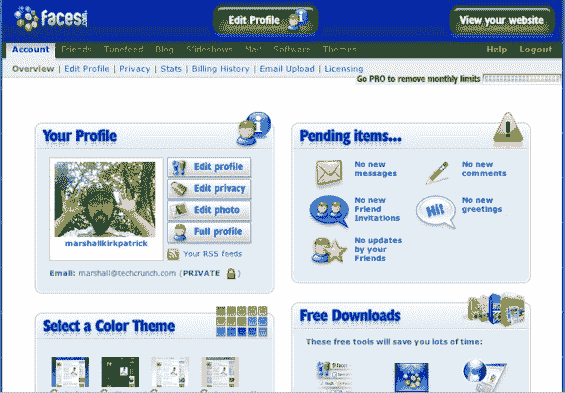 faces
Edit Profile
View your website
Account Friends Tunefeed Blog Slideshows Mail Software Themes Help Logout
Overview | Edit Profile | Privacy | Stats | Billing History | Email Upload | Licensing
Go PRO to remove monthly limits
Your Profile
marshallkirkpatrick
Edit profile
Edit privacy
Edit photo
Full profile
Your RSS feeds
Email: marshall@techcrunch.com (PRIVATE )
Pending items...
No new
messages
No new
comments
No new
Friend
Invitations
Hi!
No new
greetings
No updates
by your
Friends
Select a Color Theme
Free Downloads
These free tools will save you lots of time: